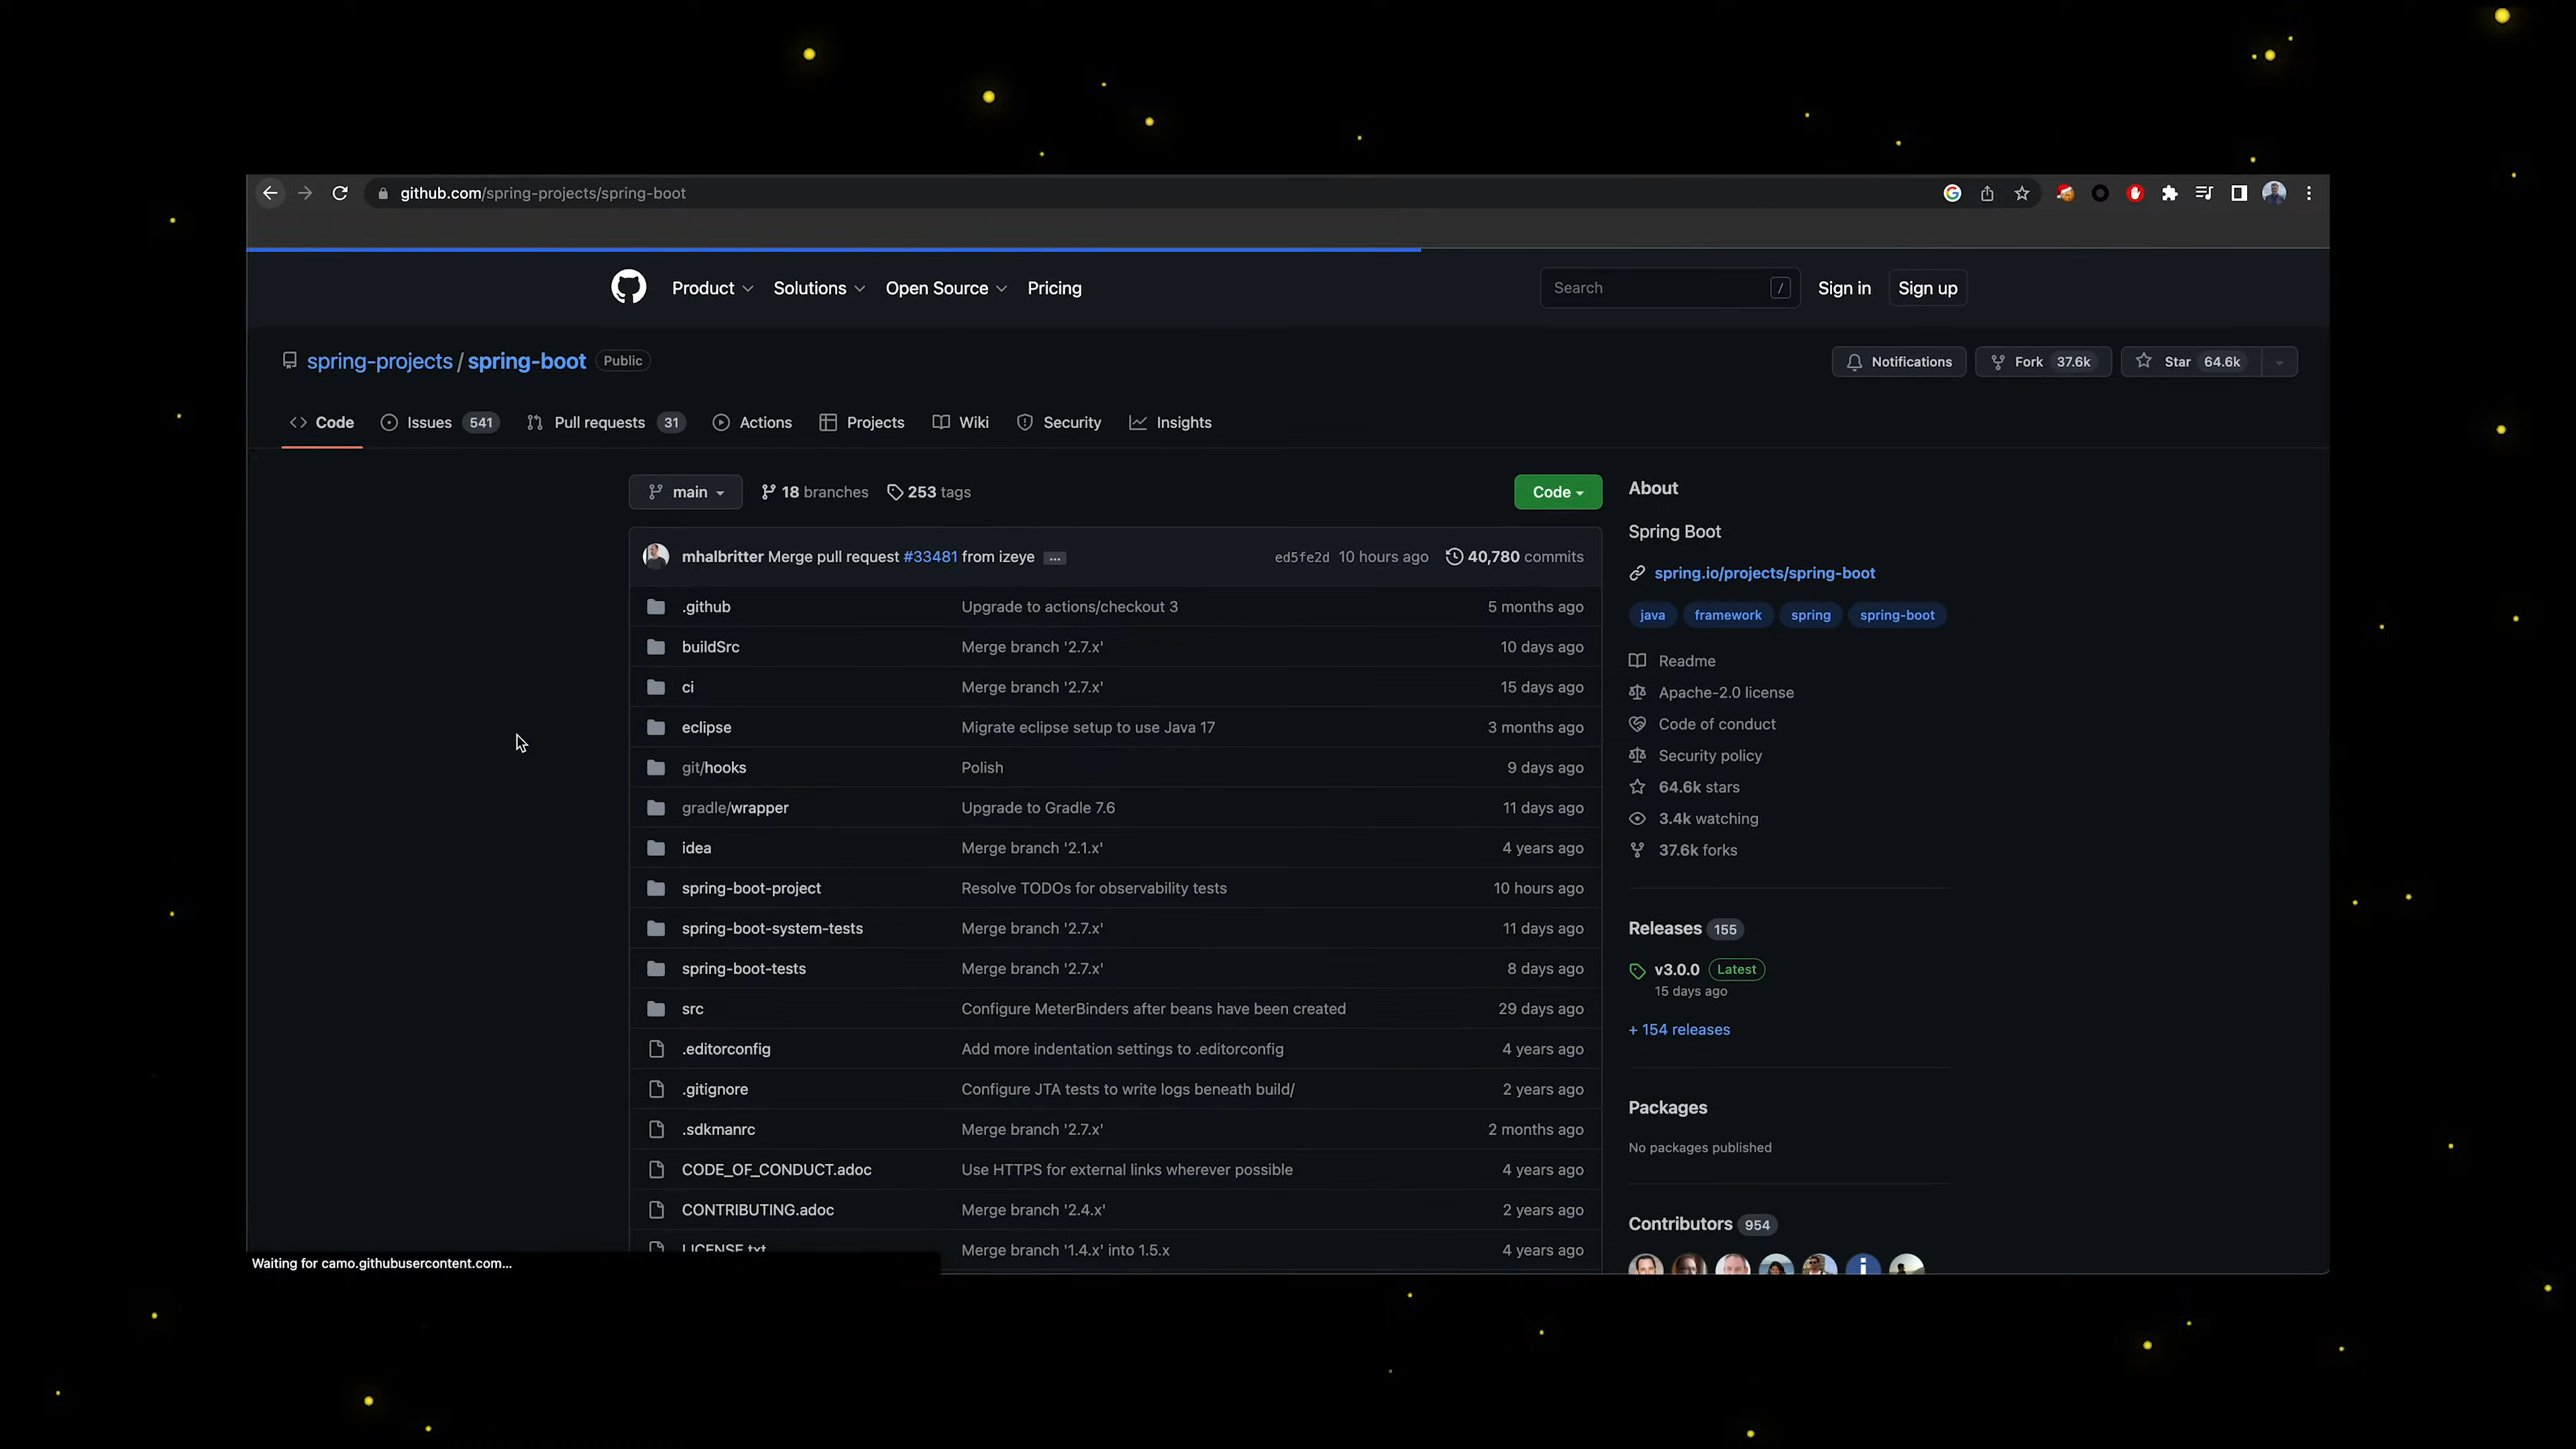 github.com/spring-projects/spring-boot
Product Solutions Open Source Pricing Search / Sign in Sign up
spring-projects / spring-boot Public Notifications Fork 37.6k Star 64.6k
Code Issues 541 Pull requests 31 Actions Projects Wiki Security Insights
main 18 branches 253 tags Code
mhalbritter Merge pull request #33481 from izeye ... ed5fe2d 10 hours ago 40,780 commits
.github Upgrade to actions/checkout 3 5 months ago
buildSrc Merge branch '2.7.x' 10 days ago
ci Merge branch '2.7.x' 15 days ago
eclipse Migrate eclipse setup to use Java 17 3 months ago
git/hooks Polish 9 days ago
gradle/wrapper Upgrade to Gradle 7.6 11 days ago
idea Merge branch '2.1.x' 4 years ago
spring-boot-project Resolve TODOs for observability tests 10 hours ago
spring-boot-system-tests Merge branch '2.7.x' 11 days ago
spring-boot-tests Merge branch '2.7.x' 8 days ago
src Configure MeterBinders after beans have been created 29 days ago
.editorconfig Add more indentation settings to .editorconfig 4 years ago
.gitignore Configure JTA tests to write logs beneath build/ 2 years ago
.sdkmanrc Merge branch '2.7.x' 2 months ago
CODE_OF_CONDUCT.adoc Use HTTPS for external links wherever possible 4 years ago
CONTRIBUTING.adoc Merge branch '2.4.x' 2 years ago
LICENSE.txt Merge branch '1.4.x' into 1.5.x 4 years ago
About
Spring Boot
spring.io/projects/spring-boot
java framework spring spring-boot
Readme
Apache-2.0 license
Code of conduct
Security policy
64.6k stars
3.4k watching
37.6k forks
Releases 155
v3.0.0 Latest
15 days ago
+ 154 releases
Packages
No packages published
Contributors 954
Waiting for camo.githubusercontent.com...